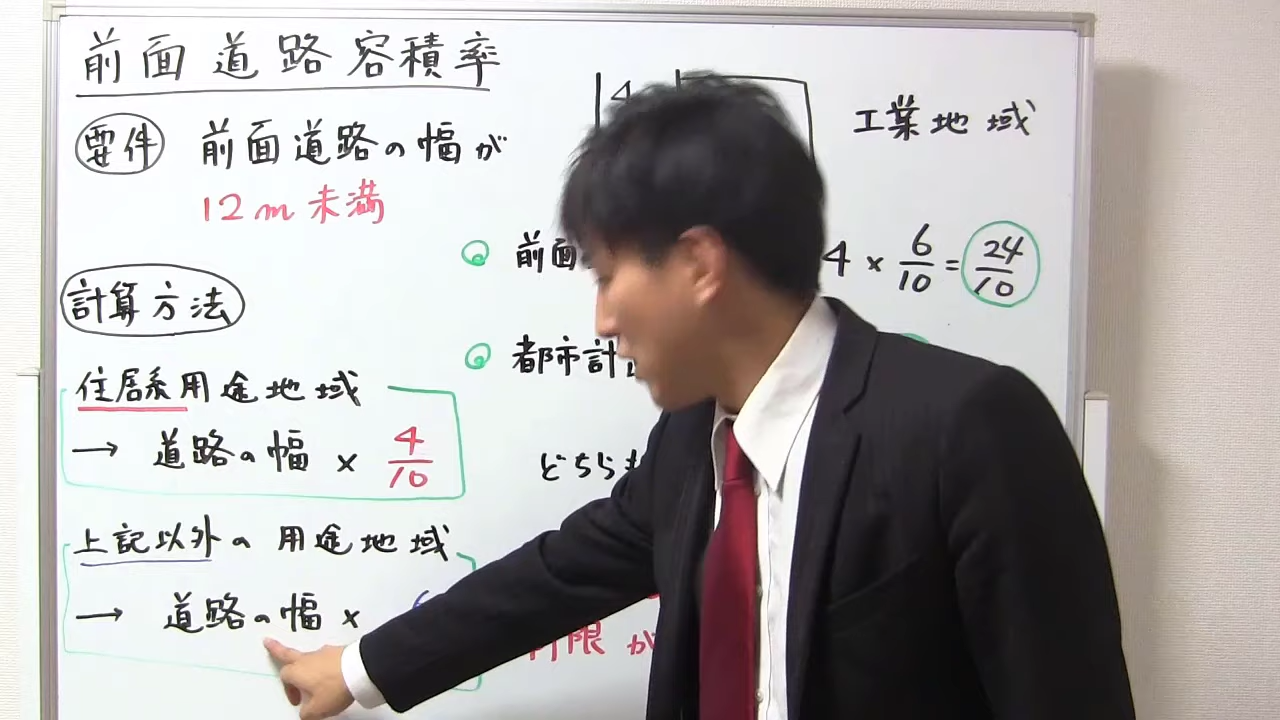 前面道路容積率
要件 前面道路の幅が
12m未満
計算方法
住居系用途地域
→ 道路の幅 × 4/10
上記以外の用途地域
→ 道路の幅 × 6
4
工業地域
前面
4 × 6/10 = 24/10
都市計
どちらも
制限が